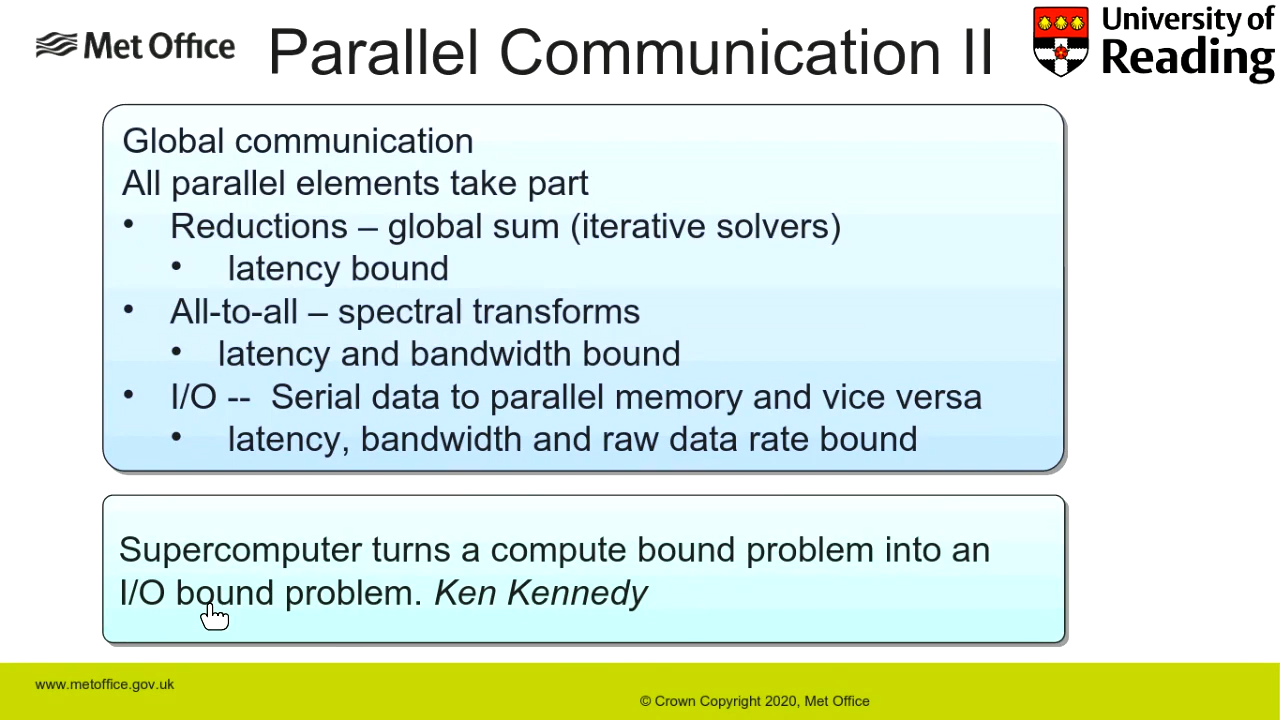 Met Office
Parallel Communication II
University of
Reading
Global communication
All parallel elements take part
• Reductions – global sum (iterative solvers)
• latency bound
• All-to-all – spectral transforms
• latency and bandwidth bound
• I/O -- Serial data to parallel memory and vice versa
• latency, bandwidth and raw data rate bound
Supercomputer turns a compute bound problem into an
I/O bound problem. Ken Kennedy
www.metoffice.gov.uk
© Crown Copyright 2020, Met Office